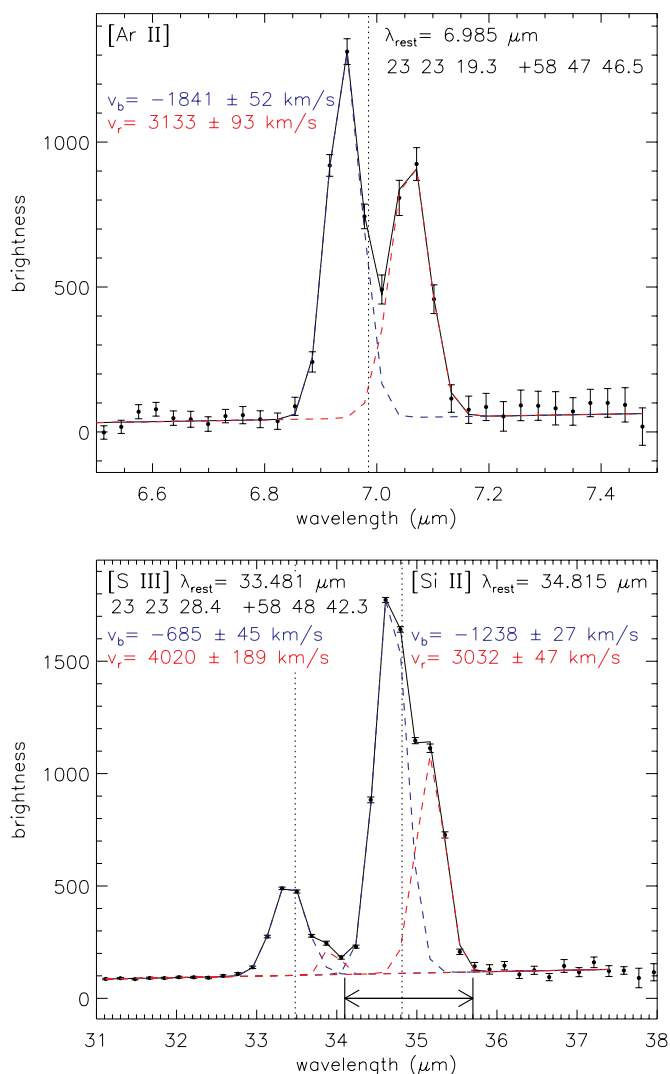 [Ar II]
λrest= 6.985 μm
23 23 19.3 +58 47 46.5
vb= −1841 ± 52 km/s
vr= 3133 ± 93 km/s
1000
500
0
brightness
6.6 6.8 7.0 7.2 7.4
wavelength (μm)
[S III] λrest= 33.481 μm
[Si II] λrest= 34.815 μm
23 23 28.4 +58 48 42.3
vb= −685 ± 45 km/s
vb= −1238 ± 27 km/s
vr= 4020 ± 189 km/s
vr= 3032 ± 47 km/s
1500
1000
500
0
brightness
31 32 33 34 35 36 37 38
wavelength (μm)